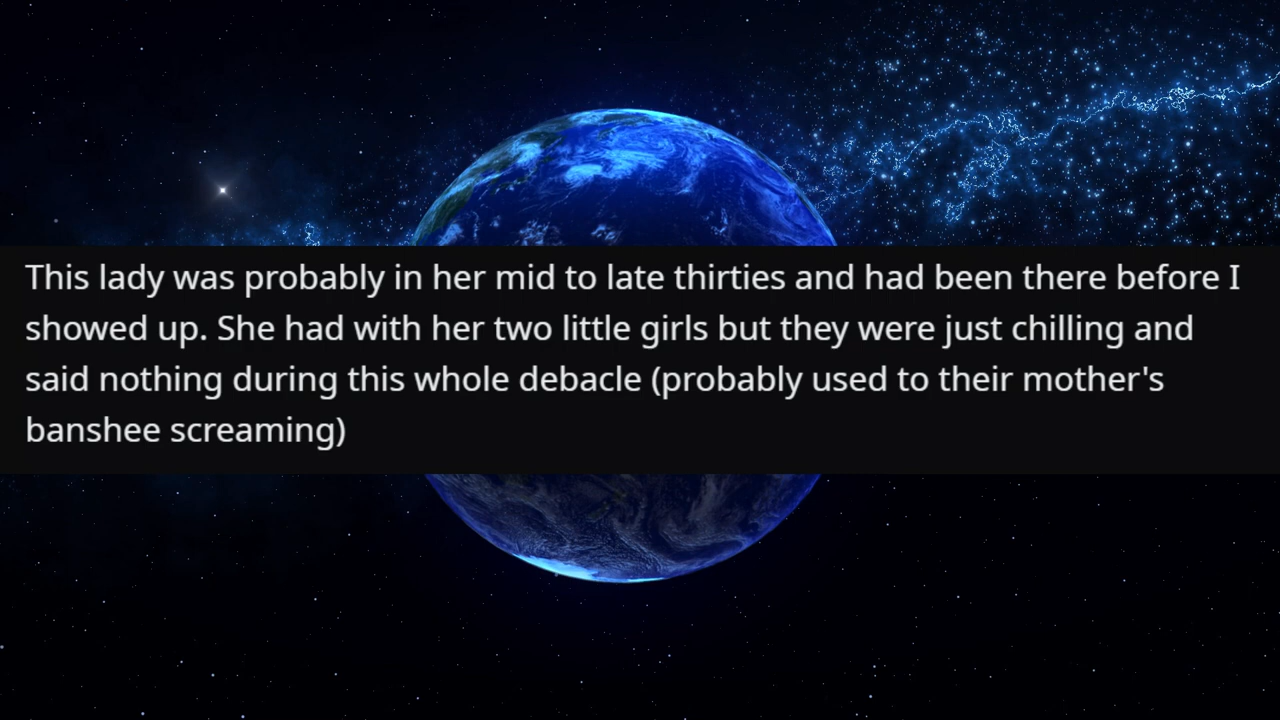 This lady was probably in her mid to late thirties and had been there before I
showed up. She had with her two little girls but they were just chilling and
said nothing during this whole debacle (probably used to their mother's
banshee screaming)